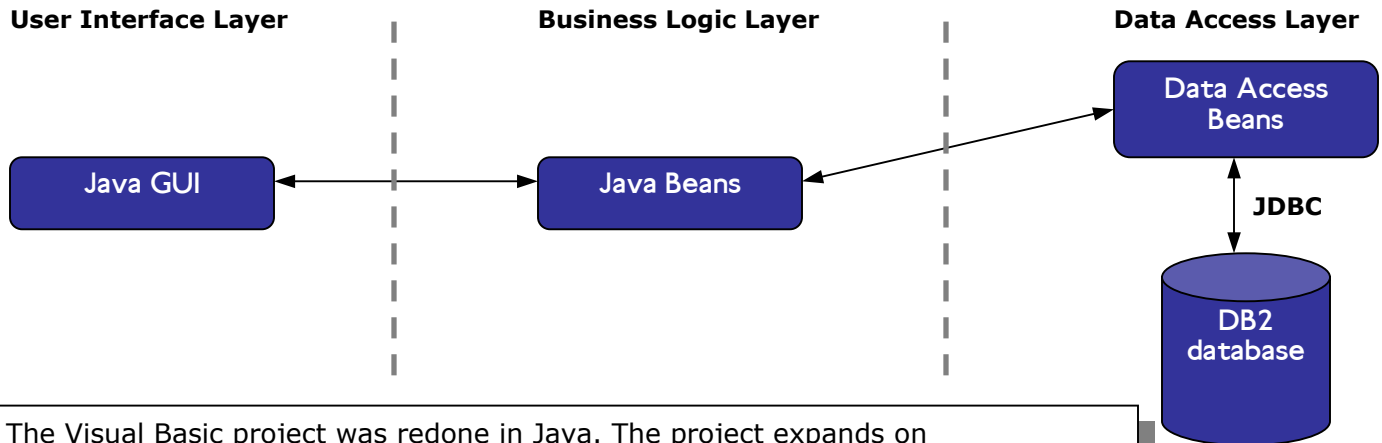 User Interface Layer
Business Logic Layer
Data Access Layer
Data Access
Beans
Java GUI
Java Beans
JDBC
DB2
database
The Visual Basic project was redone in Java. The project expands on